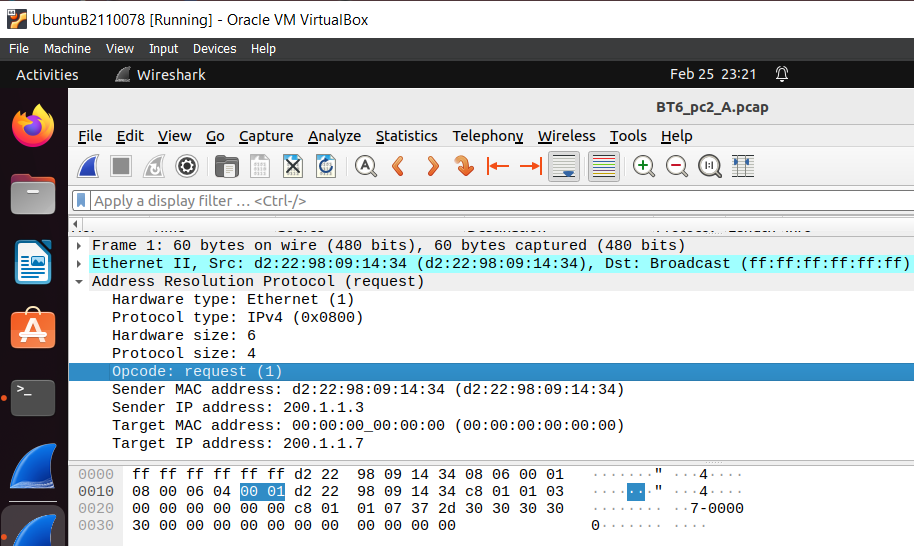 UbuntuB2110078 [Running] - Oracle VM VirtualBox
File Machine View Input Devices Help
Activities Wireshark Feb 25 23:21
BT6_pc2_A.pcap
File Edit View Go Capture Analyze Statistics Telephony Wireless Tools Help
Apply a display filter … <Ctrl-/>
Frame 1: 60 bytes on wire (480 bits), 60 bytes captured (480 bits)
Ethernet II, Src: d2:22:98:09:14:34 (d2:22:98:09:14:34), Dst: Broadcast (ff:ff:ff:ff:ff:ff)
Address Resolution Protocol (request)
Hardware type: Ethernet (1)
Protocol type: IPv4 (0x0800)
Hardware size: 6
Protocol size: 4
Opcode: request (1)
Sender MAC address: d2:22:98:09:14:34 (d2:22:98:09:14:34)
Sender IP address: 200.1.1.3
Target MAC address: 00:00:00_00:00:00 (00:00:00:00:00:00)
Target IP address: 200.1.1.7
0000 ff ff ff ff ff ff d2 22 98 09 14 34 08 06 00 01 ·······" ···4····
0010 08 00 06 04 00 01 d2 22 98 09 14 34 c8 01 01 03 ·······" ···4····
0020 00 00 00 00 00 00 c8 01 01 07 37 2d 30 30 30 30 ········ ··7-0000
0030 30 00 00 00 00 00 00 00 00 00 00 00 0······· ····